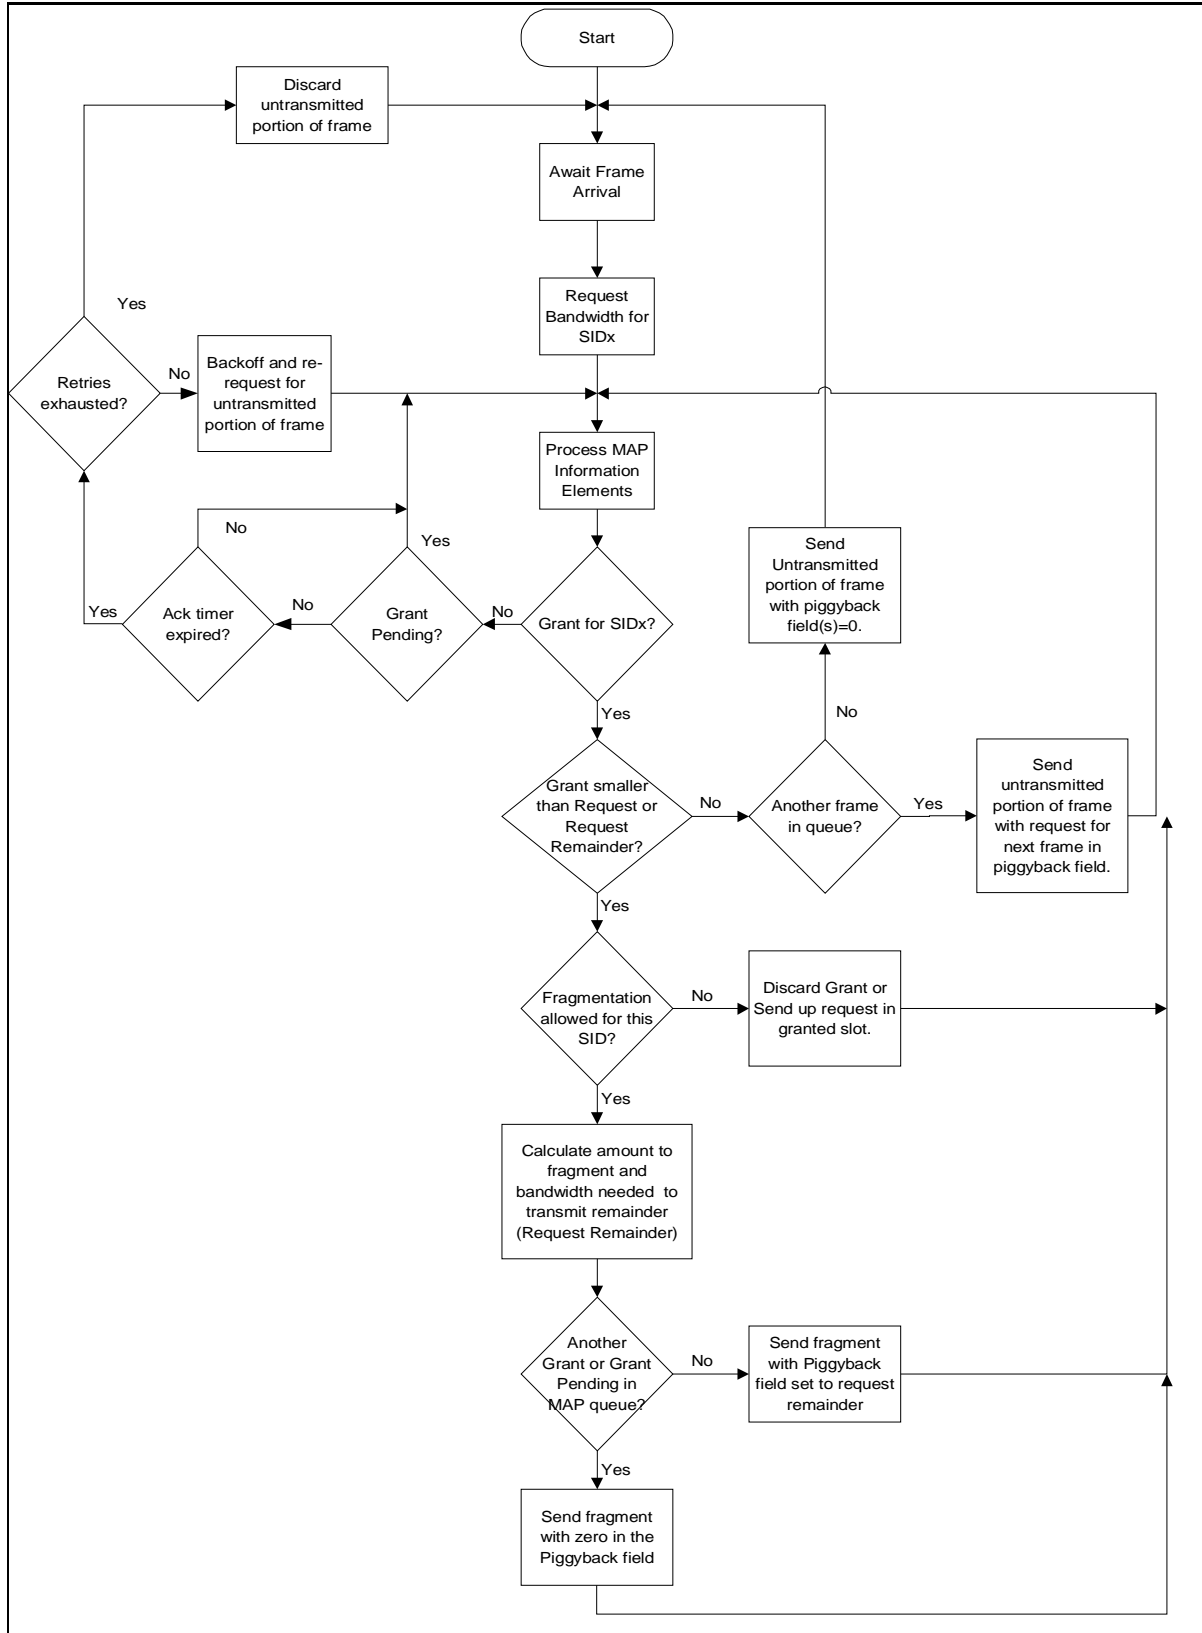 Start
Discard
untransmitted
portion of frame
Await Frame
Arrival
Request
Bandwidth for
SIDx
Yes
Retries
exhausted?
No
Backoff and re-
request for
untransmitted
portion of frame
Process MAP
Information
Elements
No
Yes
Send
Untransmitted
portion of frame
with piggyback
field(s)=0.
Yes
Ack timer
expired?
No
Grant
Pending?
No
Grant for SIDx?
Yes
No
Grant smaller
than Request or
Request
Remainder?
No
Another frame
in queue?
Yes
Send
untransmitted
portion of frame
with request for
next frame in
piggyback field.
Yes
Fragmentation
allowed for this
SID?
No
Discard Grant or
Send up request in
granted slot.
Yes
Calculate amount to
fragment and
bandwidth needed to
transmit remainder
(Request Remainder)
Another
Grant or Grant
Pending in
MAP queue?
No
Send fragment
with Piggyback
field set to request
remainder
Yes
Send fragment
with zero in the
Piggyback field